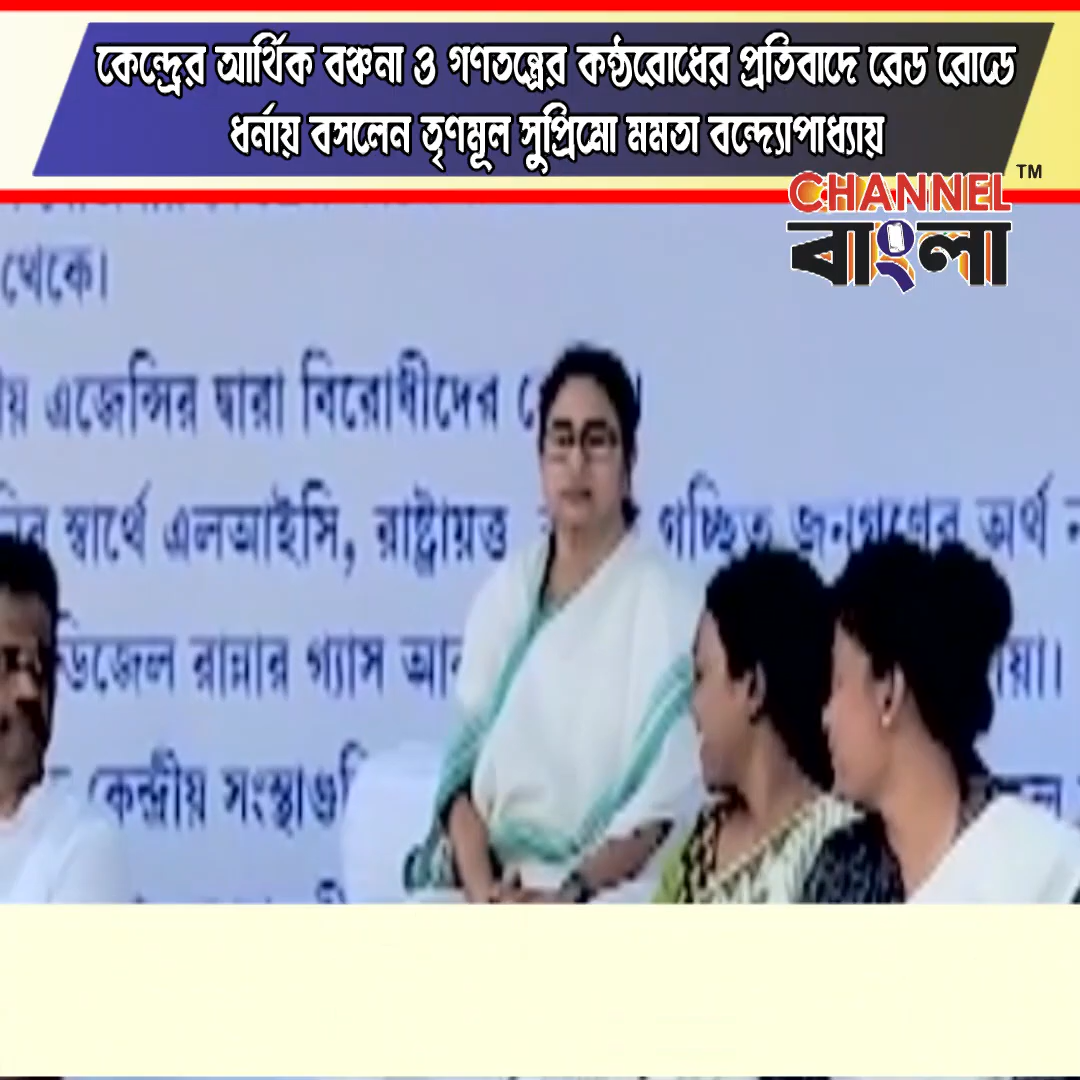 কেন্দ্রের আর্থিক বঞ্চনা ও গণতন্ত্রের কণ্ঠরোধের প্রতিবাদে রেড রোডে
ধর্নায় বসলেন তৃণমূল সুপ্রিমো মমতা বন্দ্যোপাধ্যায়
CHANNEL TM
বাংলা
থেকে।
এজেন্সির দ্বারা বিরোধীদের
স্বার্থে এলআইসি, রাষ্ট্রায়ত্ত গচ্ছিত জনগণের অর্থ
ডিজেল রান্নার গ্যাস
কেন্দ্রীয়